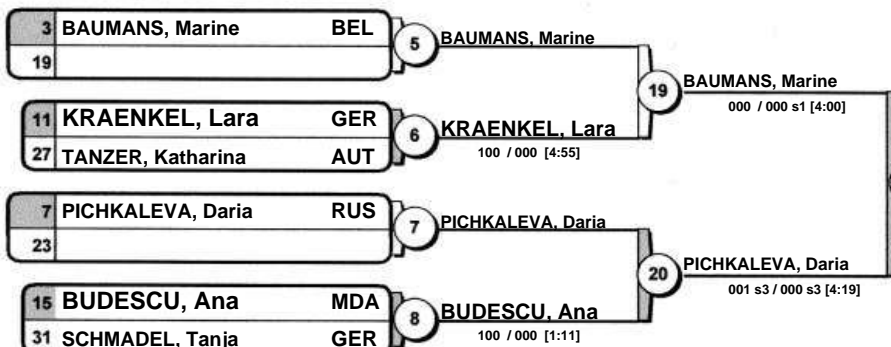 3 BAUMANS, Marine BEL
19
5
BAUMANS, Marine
11 KRAENKEL, Lara GER
27 TANZER, Katharina AUT
6
KRAENKEL, Lara
100 / 000 [4:55]
19
BAUMANS, Marine
000 / 000 s1 [4:00]
7 PICHKALEVA, Daria RUS
23
7
PICHKALEVA, Daria
15 BUDESCU, Ana MDA
31 SCHMADEL, Tanja GER
8
BUDESCU, Ana
100 / 000 [1:11]
20
PICHKALEVA, Daria
001 s3 / 000 s3 [4:19]